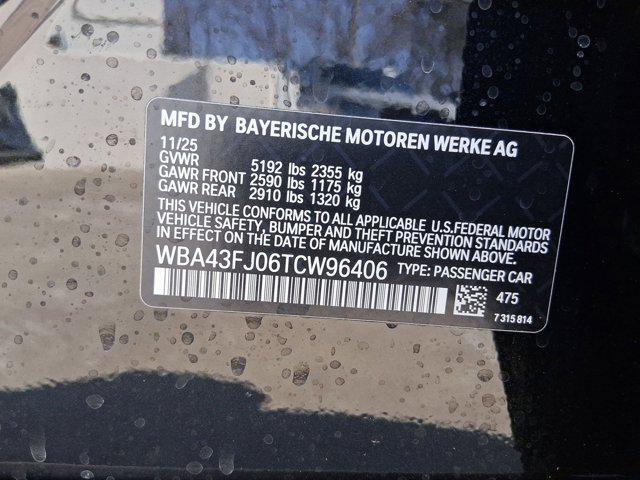 MFD BY BAYERISCHE MOTOREN WERKE AG
11/25
GVWR 5192 lbs 2355 kg
GAWR FRONT 2590 lbs 1175 kg
GAWR REAR 2910 lbs 1320 kg
THIS VEHICLE CONFORMS TO ALL APPLICABLE U.S.FEDERAL MOTOR
VEHICLE SAFETY, BUMPER AND THEFT PREVENTION STANDARDS
IN EFFECT ON THE DATE OF MANUFACTURE SHOWN ABOVE.
WBA43FJ06TCW96406 TYPE: PASSENGER CAR
475
7 315 814